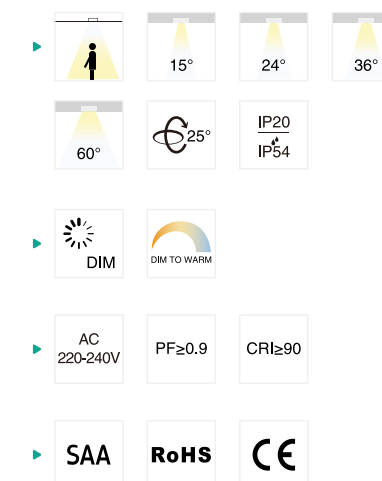 15°
24°
36°
60°
25°
IP20
IP54
DIM
DIM TO WARM
AC
220-240V
PF≥0.9
CRI≥90
SAA
RoHS
CE